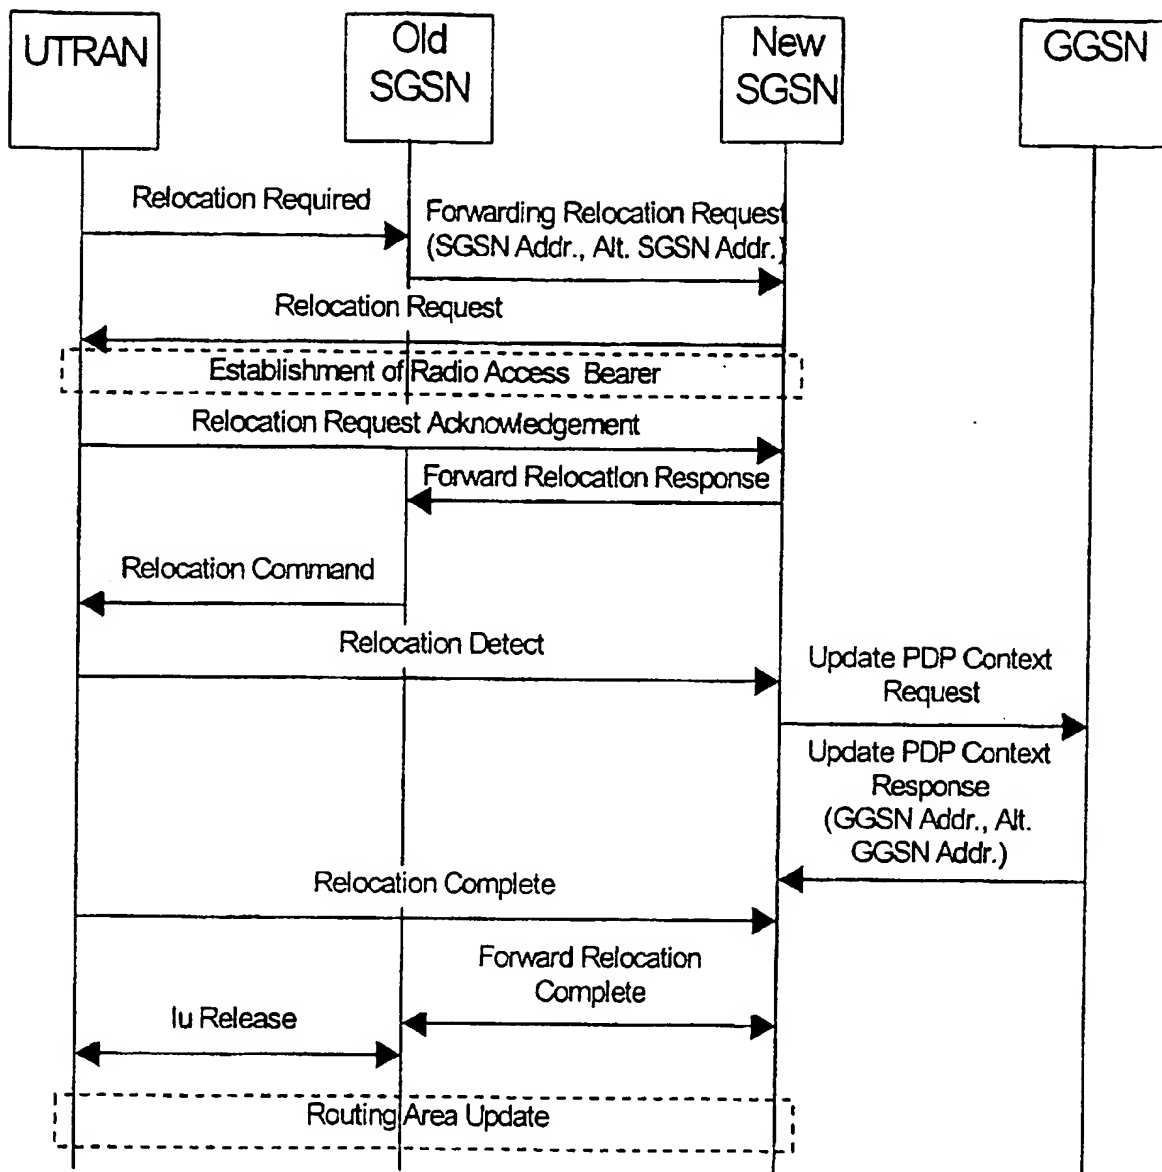 UTRAN
Old
SGSN
New
SGSN
GGSN
Relocation Required
Forwarding Relocation Request
(SGSN Addr., Alt. SGSN Addr.)
Relocation Request
Establishment of Radio Access Bearer
Relocation Request Acknowledgement
Forward Relocation Response
Relocation Command
Relocation Detect
Update PDP Context
Request
Update PDP Context
Response
(GGSN Addr., Alt.
GGSN Addr.)
Relocation Complete
Forward Relocation
Complete
Iu Release
Routing Area Update